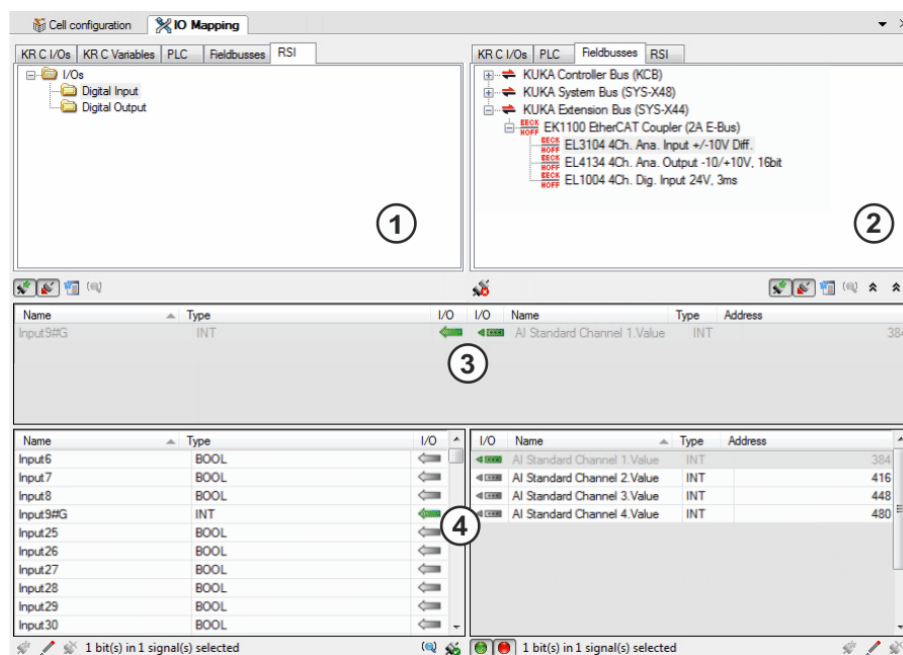 Cell configuration IO Mapping
KR C I/Os KR C Variables PLC Fieldbusses RSI
I/Os
Digital Input
Digital Output
1
KR C I/Os PLC Fieldbusses RSI
KUKA Controller Bus (KCB)
KUKA System Bus (SYS-X48)
KUKA Extension Bus (SYS-X44)
EK1100 EtherCAT Coupler (2A E-Bus)
EL3104 4Ch. Ana. Input +/-10V Diff.
EL4134 4Ch. Ana. Output -10/+10V, 16bit
EL1004 4Ch. Dig. Input 24V, 3ms
2
Name Type I/O I/O Name Type Address
Input9#G INT AI Standard Channel 1.Value INT 384
3
Name Type I/O
Input6 BOOL
Input7 BOOL
Input8 BOOL
Input9#G INT
Input25 BOOL
Input26 BOOL
Input27 BOOL
Input28 BOOL
Input29 BOOL
Input30 BOOL
4
I/O Name Type Address
AI Standard Channel 1.Value INT 384
AI Standard Channel 2.Value INT 416
AI Standard Channel 3.Value INT 448
AI Standard Channel 4.Value INT 480
1 bit(s) in 1 signal(s) selected
1 bit(s) in 1 signal(s) selected